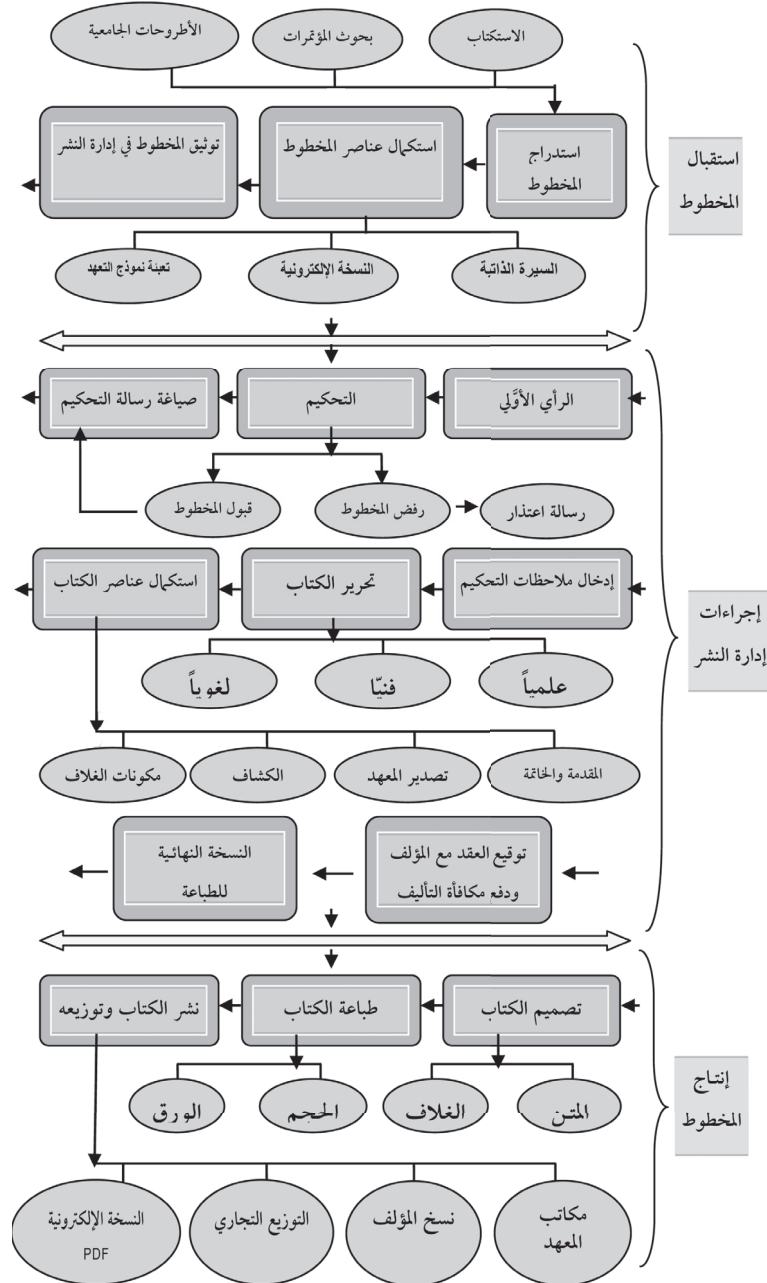 الاستكتاب
بحوث المؤتمرات
الأطروحات الجامعية
استدراج
المخطوط
استكمال عناصر المخطوط
توثيق المخطوط في إدارة النشر
استقبال
المخطوط
السيرة الذاتية
النسخة الإلكترونية
تعبئة نموذج التعهد
الرأي الأوَّلي
التحكيم
صياغة رسالة التحكيم
رسالة اعتذار
رفض المخطوط
قبول المخطوط
إدخال ملاحظات التحكيم
تحرير الكتاب
استكمال عناصر الكتاب
إجراءات
إدارة النشر
علمياً
فنيّا
لغوياً
المقدمة والخاتمة
تصدير المعهد
الكشاف
مكونات الغلاف
توقيع العقد مع المؤلف
ودفع مكافأة التأليف
النسخة النهائية
للطباعة
تصميم الكتاب
طباعة الكتاب
نشر الكتاب وتوزيعه
إنتاج
المخطوط
المتن
الغلاف
الحجم
الورق
مكاتب
المعهد
نسخ المؤلف
التوزيع التجاري
النسخة الإلكترونية
PDF